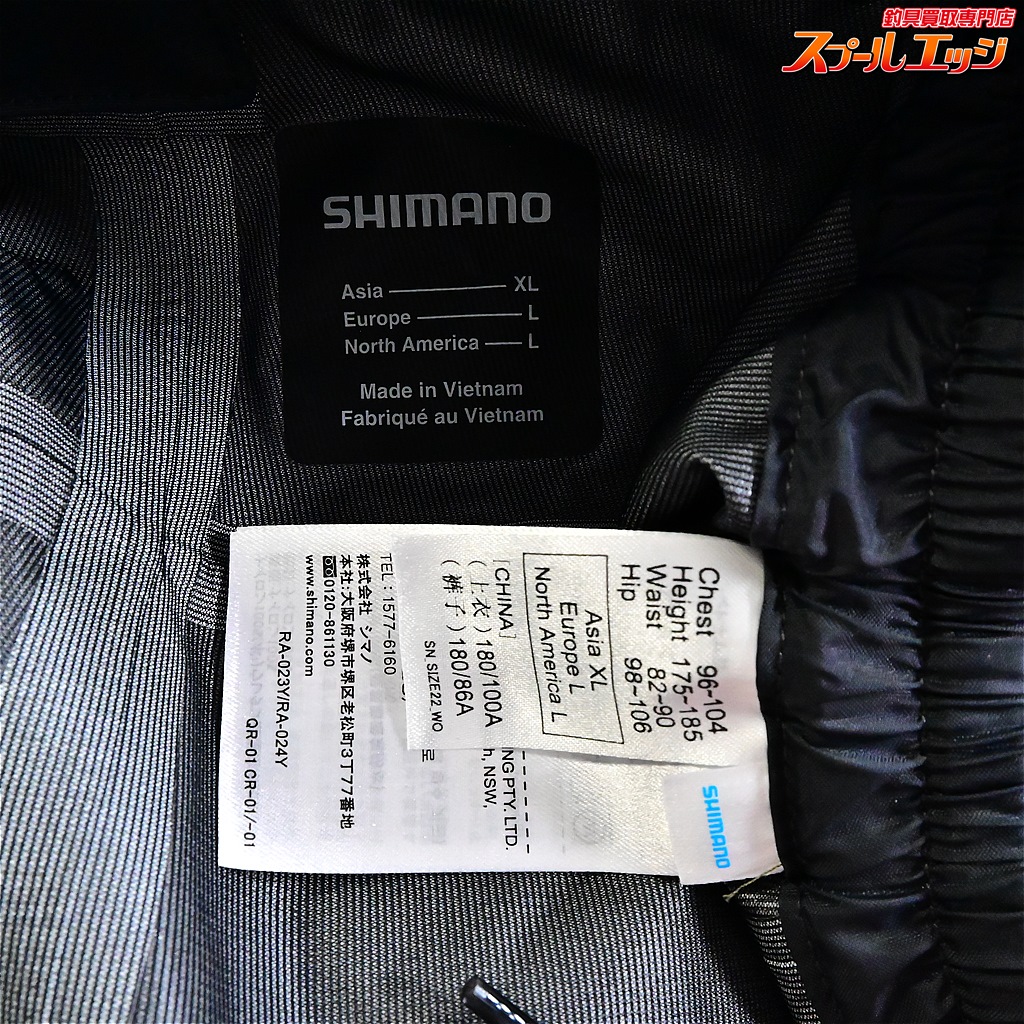 釣具買取専門店
スプールエッジ
SHIMANO
Asia XL
Europe L
North America L
Made in Vietnam
Fabriqué au Vietnam
Chest 96-104
Height 175-185
Waist 82-90
Hip 98-106
Asia XL
Europe L
North America L
[CHINA]
(上衣)180/100A
(裤子)180/86A
SN SIZE22_WO
SHIMANO
NG PTY. LTD.
h, NSW,
로
TEL:1577-6160
株式会社 シマノ
本社:大阪府堺市堺区老松町3丁77番地
0120-861130
www.shimano.com
RA-023Y/RA-024Y
QR-01 CR-01/-01